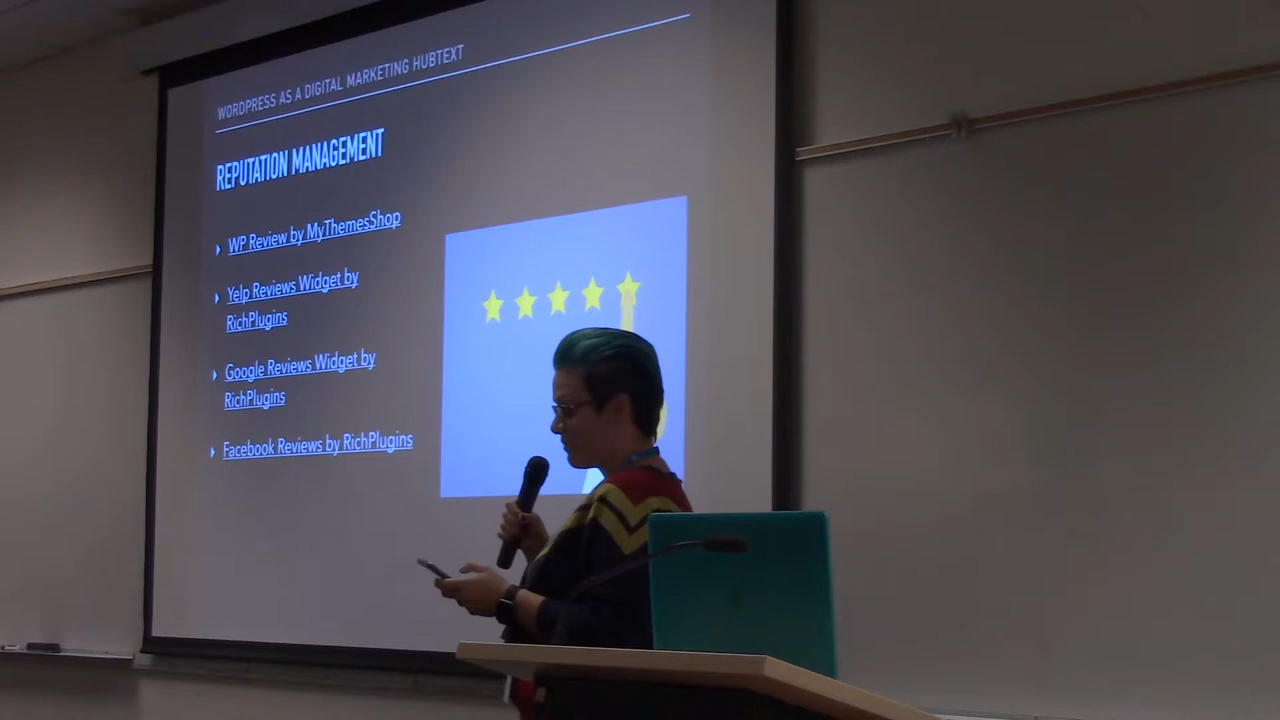 WORDPRESS AS A DIGITAL MARKETING HUBTEXT
REPUTATION MANAGEMENT
WP Review by MyThemesShop
Yelp Reviews Widget by
RichPlugins
Google Reviews Widget by
RichPlugins
Facebook Reviews by RichPlugins